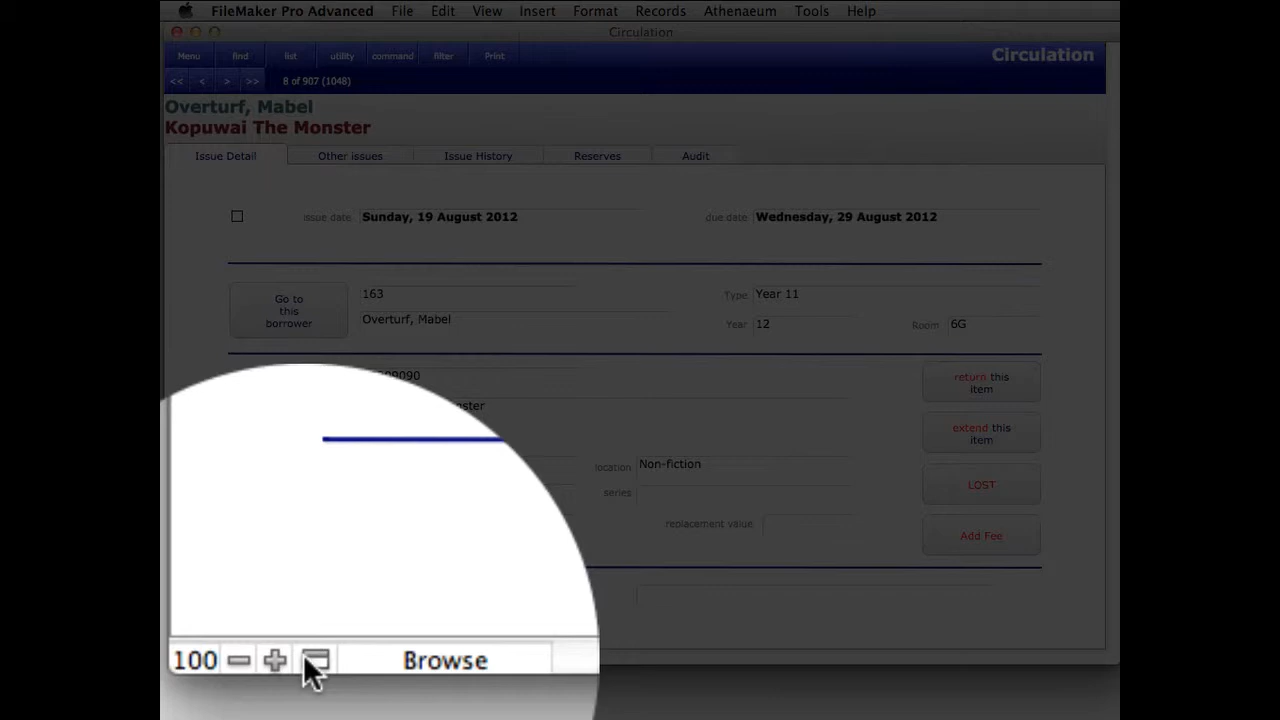 FileMaker Pro Advanced File Edit View Insert Format Records Athenaeum Tools Help
Circulation
Menu find list utility command filter Print Circulation
<< < > >> 8 of 907 (1048)
Overturf, Mabel
Kopuwai The Monster
Issue Detail Other issues Issue History Reserves Audit
issue date Sunday, 19 August 2012 due date Wednesday, 29 August 2012
Go to
this
borrower
163 Type Year 11
Overturf, Mabel Year 12 Room 6G
return this
item
extend this
item
location Non-fiction
series
LOST
replacement value
Add Fee
100 Browse